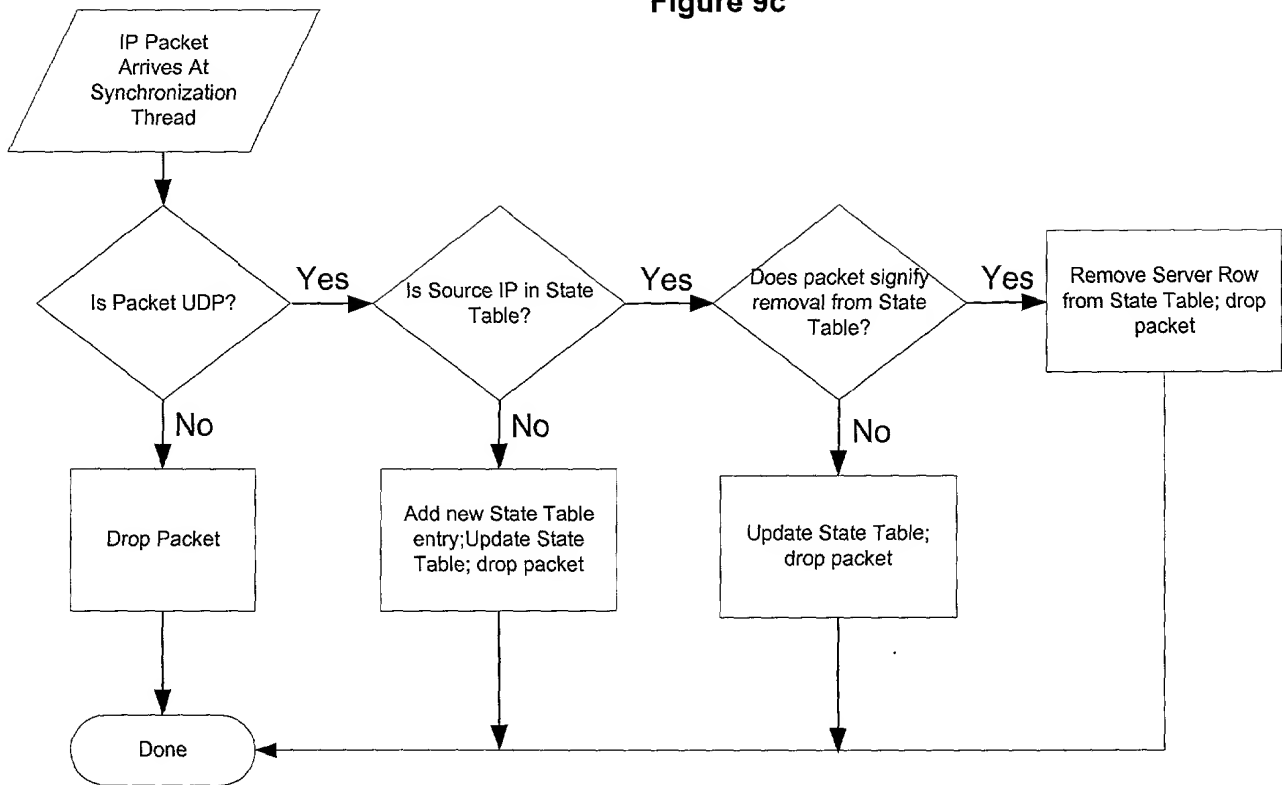 Figure 9c
IP Packet
Arrives At
Synchronization
Thread
Is Packet UDP?
Yes
Is Source IP in State
Table?
Yes
Does packet signify
removal from State
Table?
Yes
Remove Server Row
from State Table; drop
packet
No
No
No
Drop Packet
Add new State Table
entry;Update State
Table; drop packet
Update State Table;
drop packet
Done